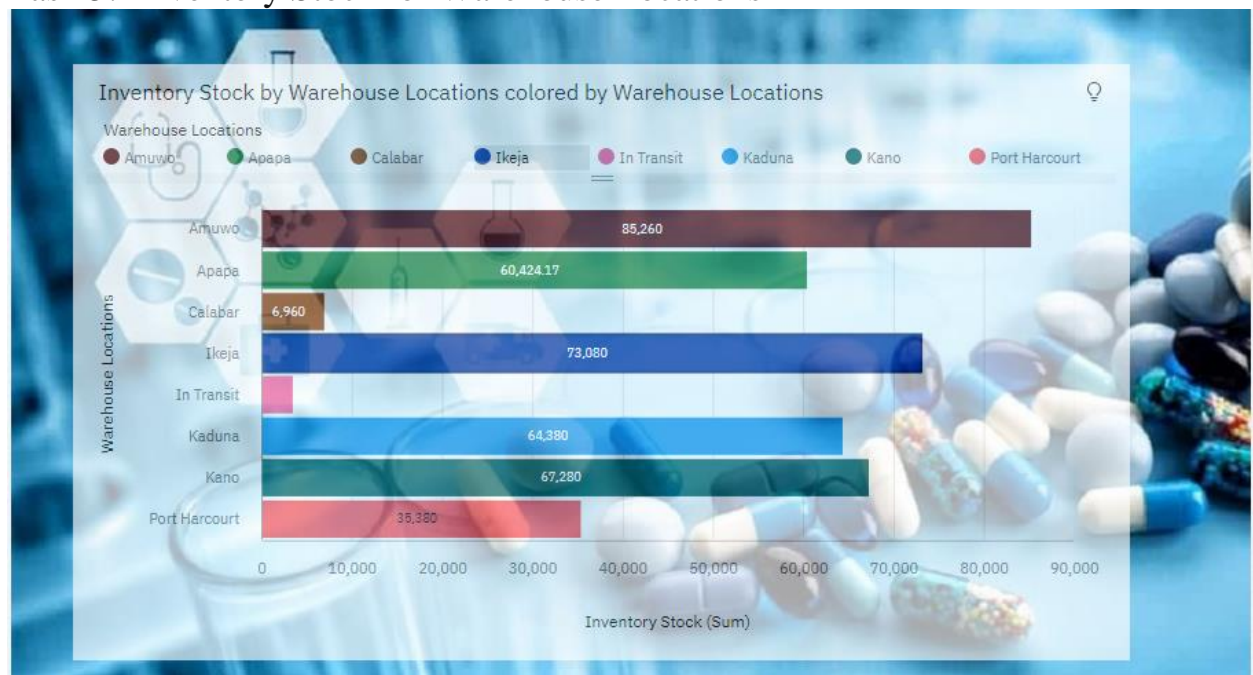 Inventory Stock by Warehouse Locations colored by Warehouse Locations
Warehouse Locations
Amuwo Apapa Calabar Ikeja In Transit Kaduna Kano Port Harcourt
Warehouse Locations
Amuwo 85,260
Apapa 60,424.17
Calabar 6,960
Ikeja 73,080
In Transit
Kaduna 64,380
Kano 67,280
Port Harcourt 35,380
0 10,000 20,000 30,000 40,000 50,000 60,000 70,000 80,000 90,000
Inventory Stock (Sum)